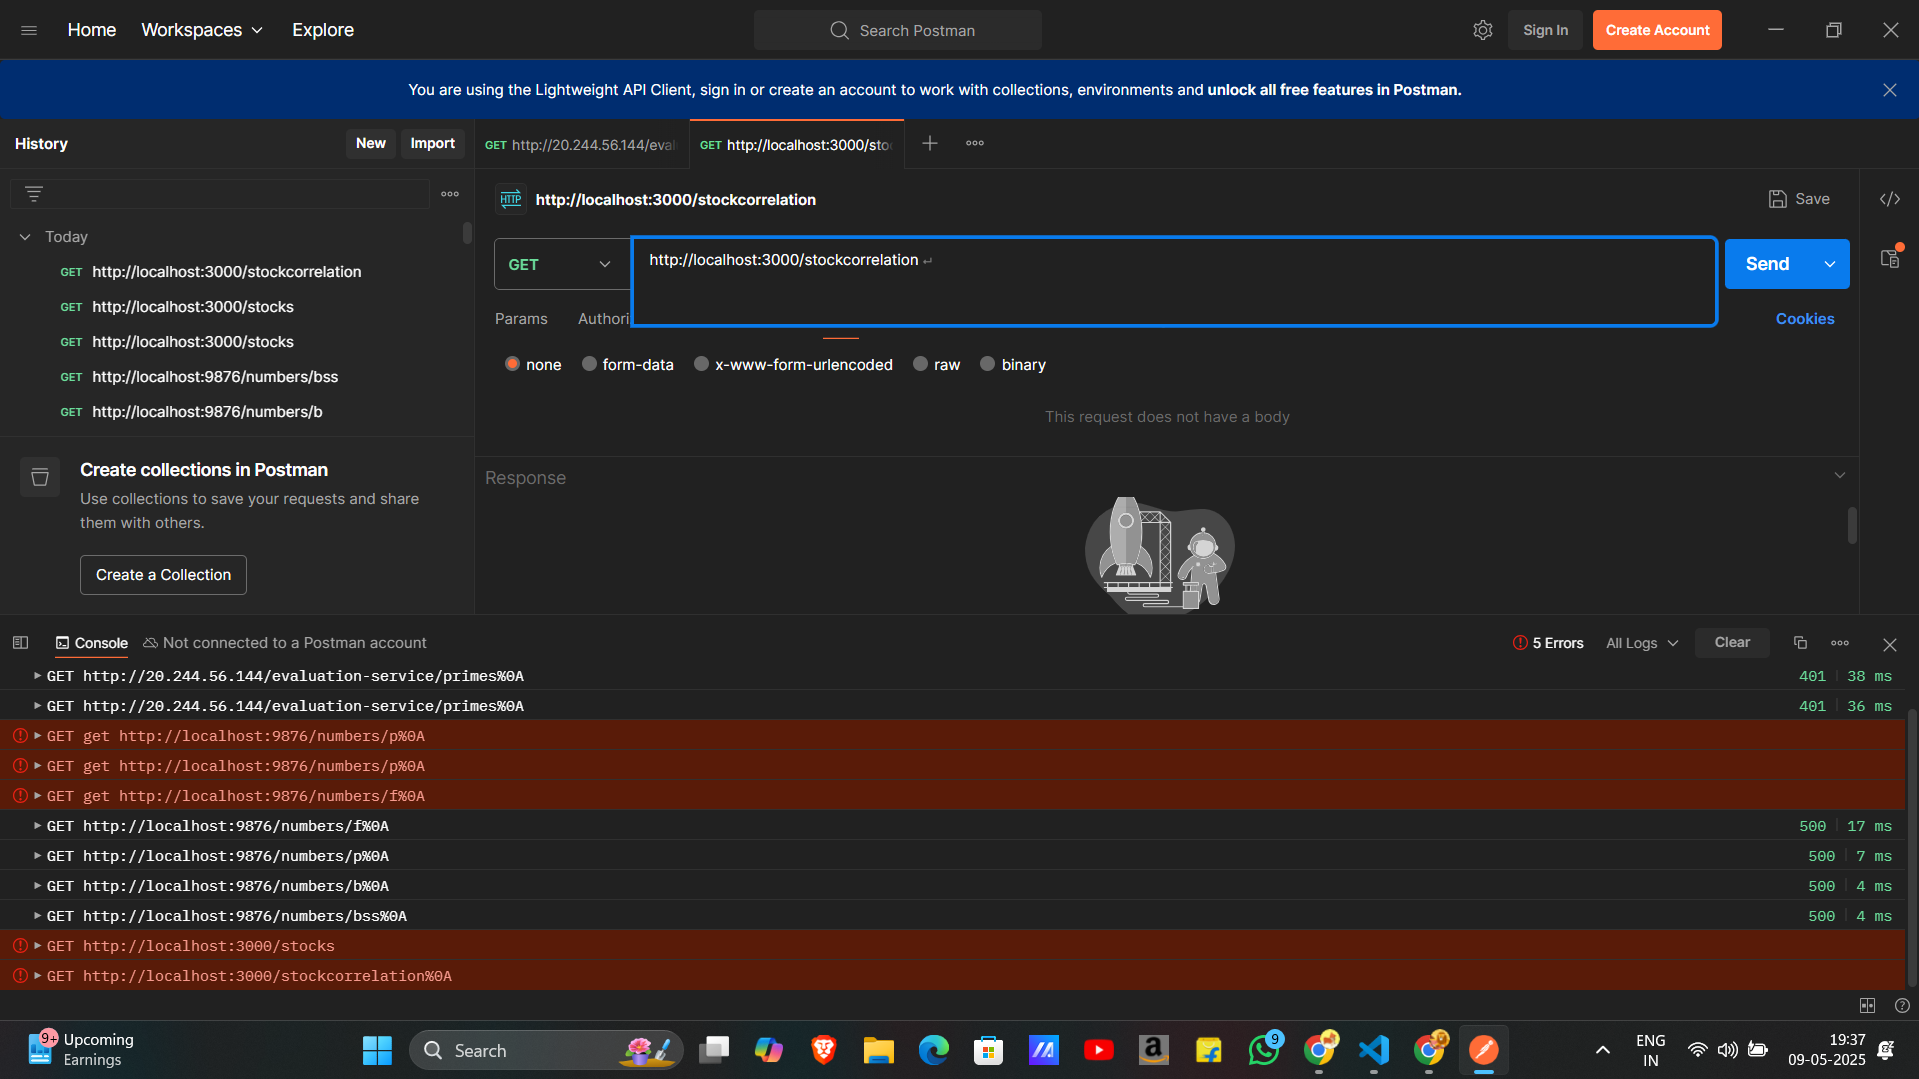 Home
Workspaces
Explore
Search Postman
Sign In
Create Account
You are using the Lightweight API Client, sign in or create an account to work with collections, environments and unlock all free features in Postman.
History
New
Import
GET http://20.244.56.144/eval
GET http://localhost:3000/sto
HTTP
http://localhost:3000/stockcorrelation
Save
Today
GET http://localhost:3000/stockcorrelation
GET http://localhost:3000/stocks
GET http://localhost:3000/stocks
GET http://localhost:9876/numbers/bss
GET http://localhost:9876/numbers/b
GET
http://localhost:3000/stockcorrelation
Send
Params
Authori
Cookies
none
form-data
x-www-form-urlencoded
raw
binary
This request does not have a body
Create collections in Postman
Use collections to save your requests and share
them with others.
Create a Collection
Response
Console
Not connected to a Postman account
5 Errors
All Logs
Clear
GET http://20.244.56.144/evaluation-service/primes%0A 401 38 ms
GET http://20.244.56.144/evaluation-service/primes%0A 401 36 ms
GET get http://localhost:9876/numbers/p%0A
GET get http://localhost:9876/numbers/p%0A
GET get http://localhost:9876/numbers/f%0A
GET http://localhost:9876/numbers/f%0A 500 17 ms
GET http://localhost:9876/numbers/p%0A 500 7 ms
GET http://localhost:9876/numbers/b%0A 500 4 ms
GET http://localhost:9876/numbers/bss%0A 500 4 ms
GET http://localhost:3000/stocks
GET http://localhost:3000/stockcorrelation%0A
9+
Upcoming
Earnings
Search
a
9
ENG
IN
19:37
09-05-2025